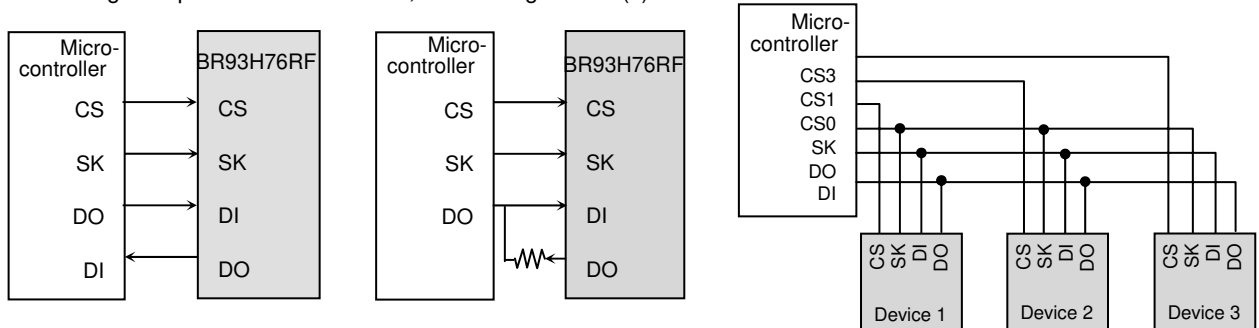 Micro-
controller
CS
SK
DO
DI
BR93H76RF
CS
SK
DI
DO
Micro-
controller
CS
SK
DO
BR93H76RF
CS
SK
DI
DO
Micro-
controller
CS3
CS1
CS0
SK
DO
DI
CS
SK
DI
DO
Device 1
CS
SK
DI
DO
Device 2
CS
SK
DI
DO
Device 3